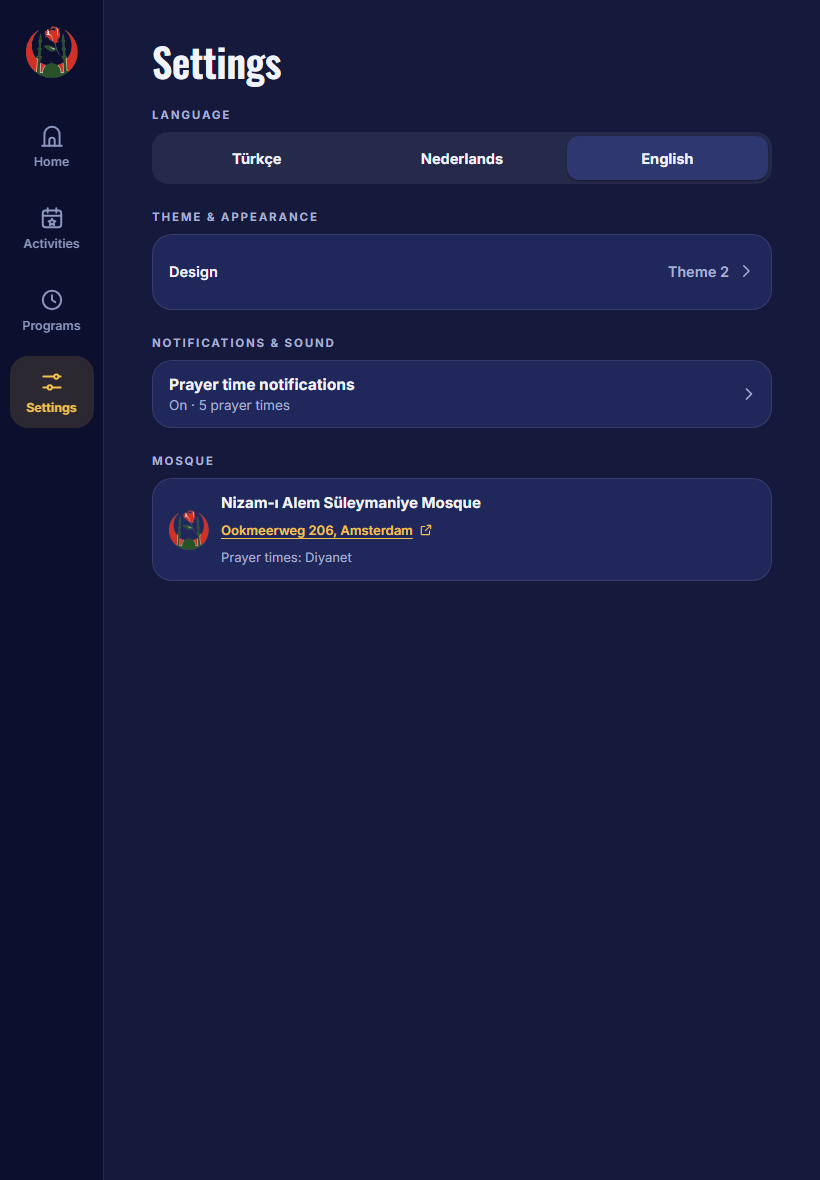 Settings
LANGUAGE
Türkçe
Nederlands
English
THEME & APPEARANCE
Design
Theme 2
NOTIFICATIONS & SOUND
Prayer time notifications
On · 5 prayer times
MOSQUE
Nizam-ı Alem Süleymaniye Mosque
Ookmeerweg 206, Amsterdam
Prayer times: Diyanet
Home
Activities
Programs
Settings